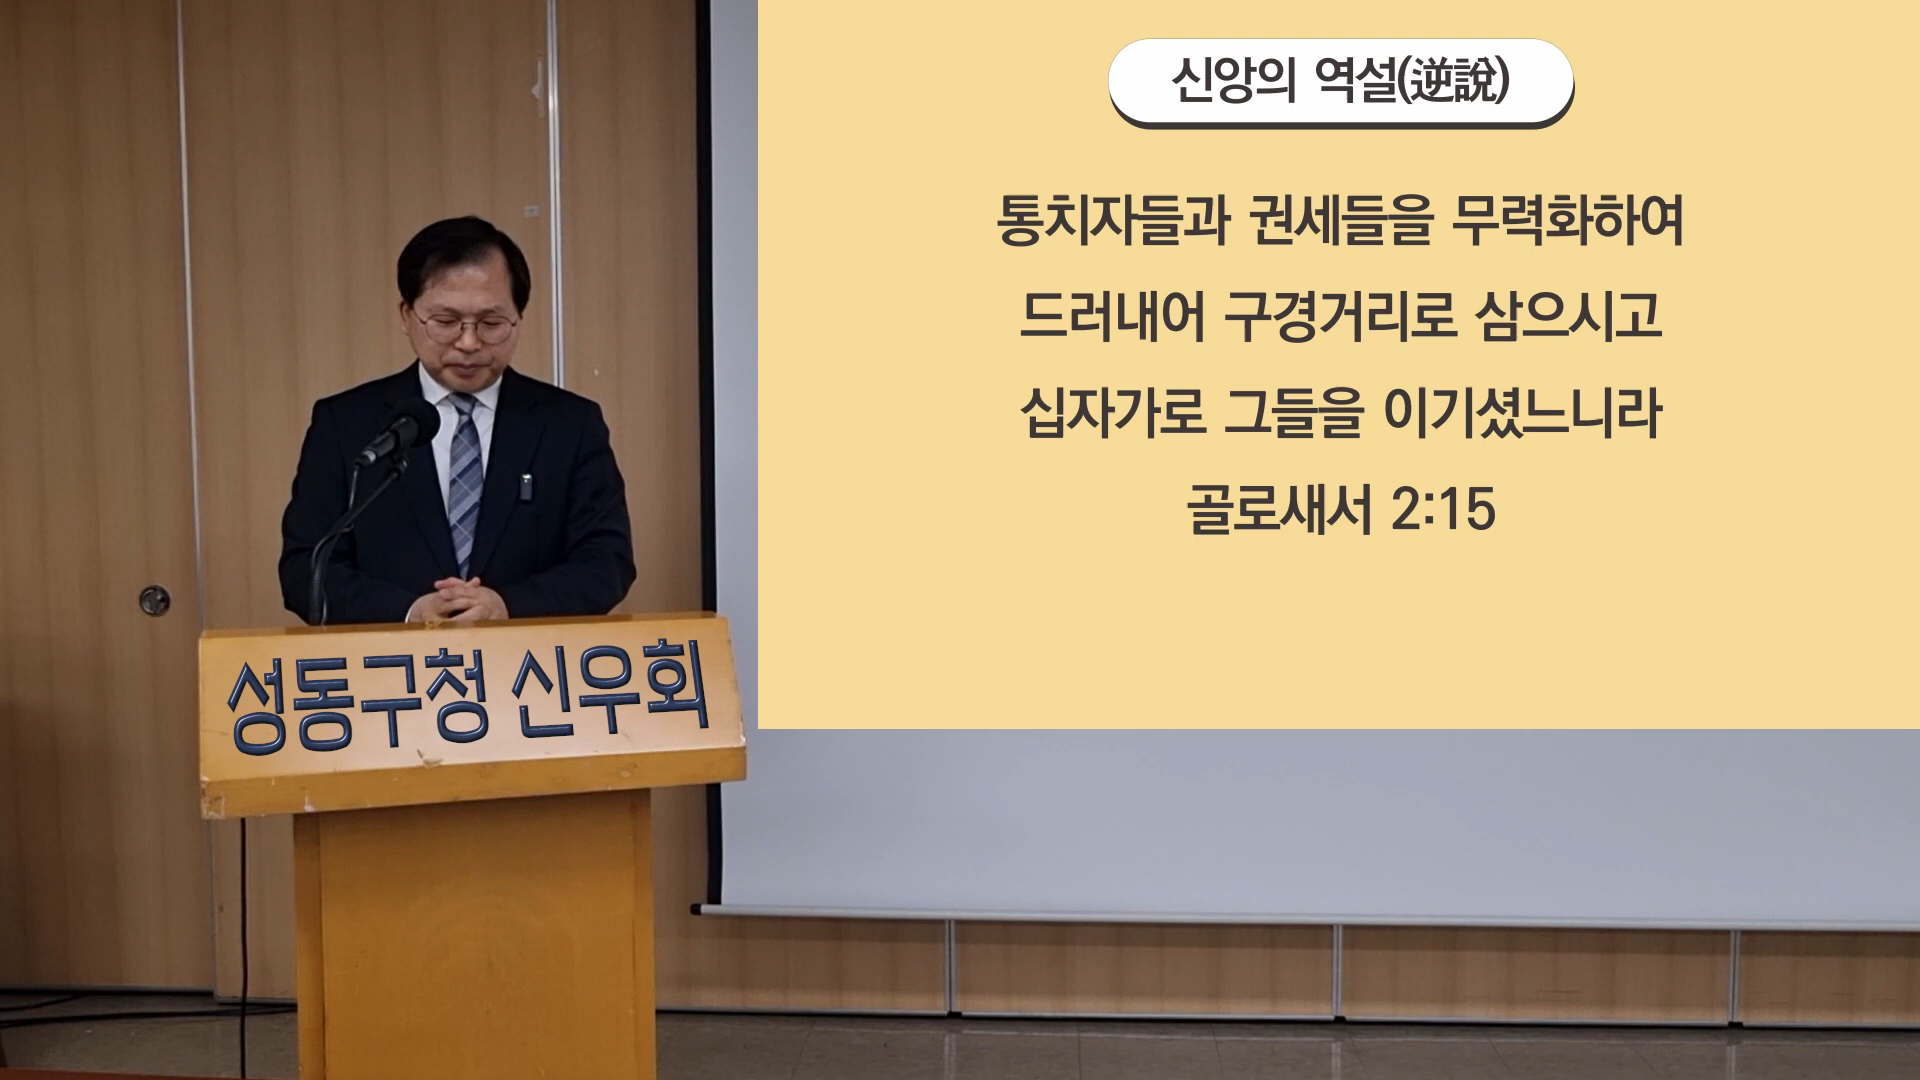 신앙의 역설(逆說)
통치자들과 권세들을 무력화하여
드러내어 구경거리로 삼으시고
십자가로 그들을 이기셨느니라
골로새서 2:15
성동구청 신우회